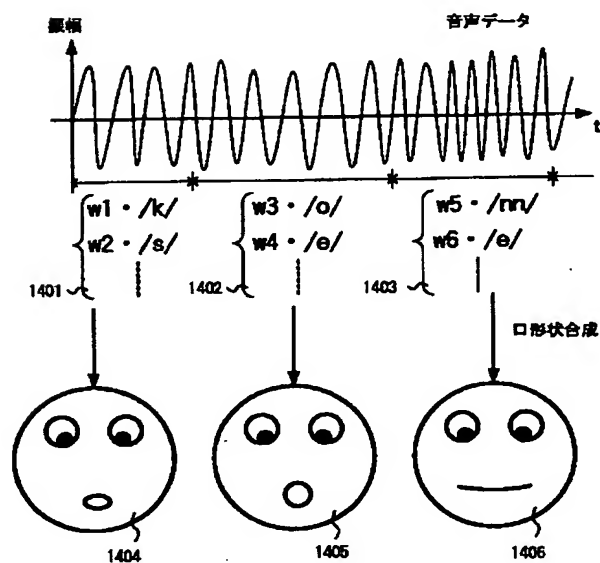 振幅
音声データ
t
w1・/k/
w2・/s/
w3・/o/
w4・/e/
w5・/nn/
w6・/e/
1401
1402
1403
口形状合成
1404
1405
1406